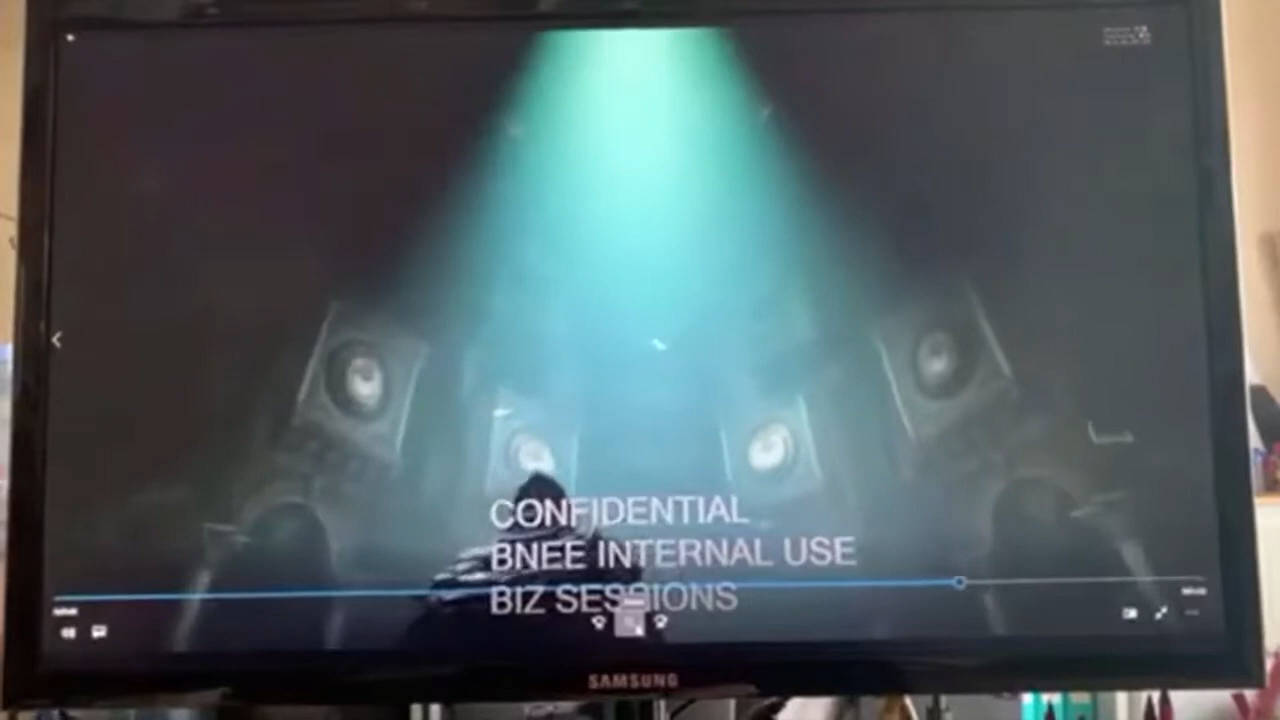 CONFIDENTIAL
BNEE INTERNAL USE
BIZ SESSIONS
SAMSUNG